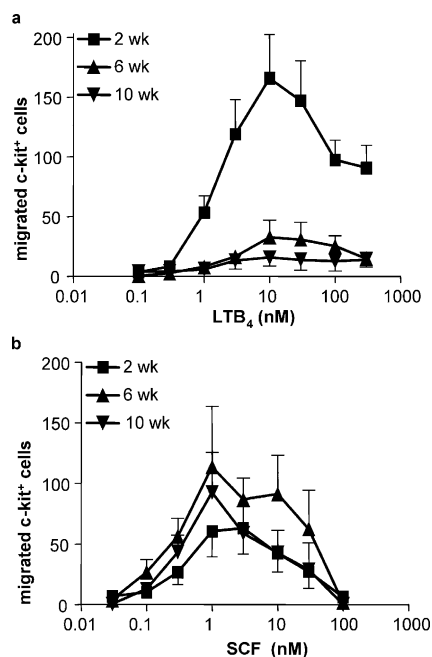 a
200
150
100
50
0
migrated c-kit+ cells
2 wk
6 wk
10 wk
0.01 0.1 1 10 100 1000
LTB4 (nM)
b
200
150
100
50
0
migrated c-kit+ cells
2 wk
6 wk
10 wk
0.01 0.1 1 10 100 1000
SCF (nM)